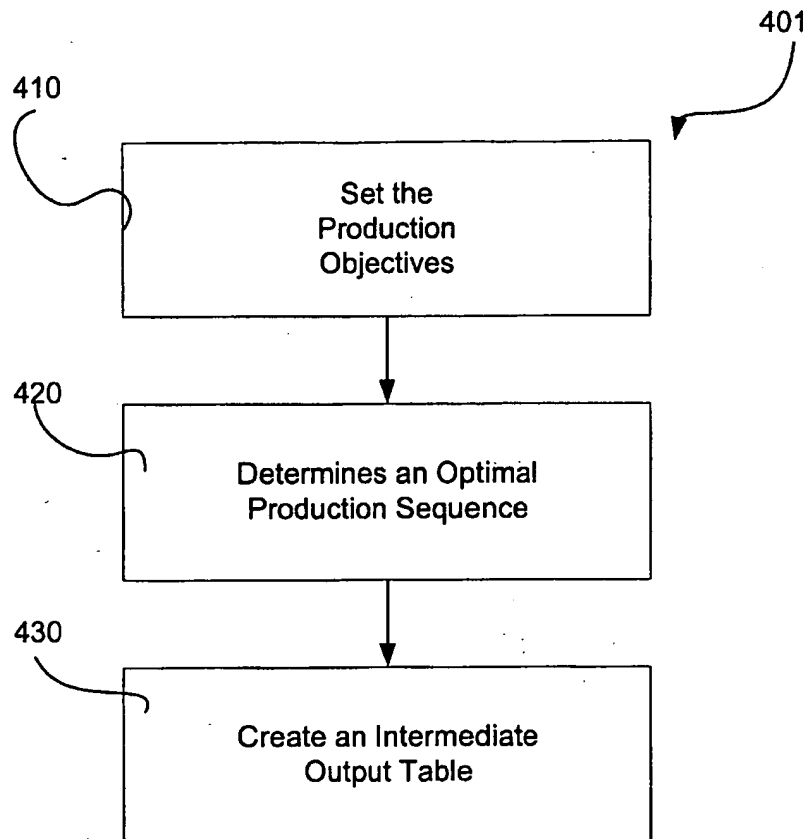 401
410
Set the
Production
Objectives
420
Determines an Optimal
Production Sequence
430
Create an Intermediate
Output Table